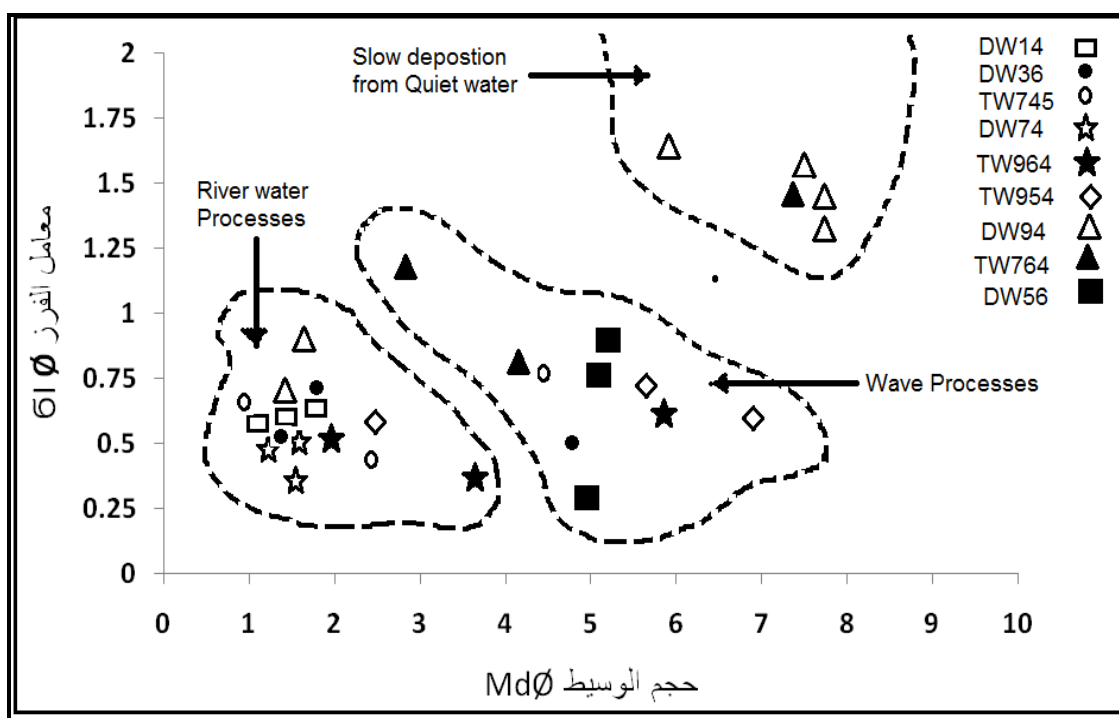 2
1.75
1.5
1.25
1
0.75
0.5
0.25
0
معامل الفرز б׀ Ø
Slow depostion
from Quiet water
River water
Processes
Wave Processes
DW14
DW36
TW745
DW74
TW964
TW954
DW94
TW764
DW56
0 1 2 3 4 5 6 7 8 9 10
حجم الوسيط MdØ